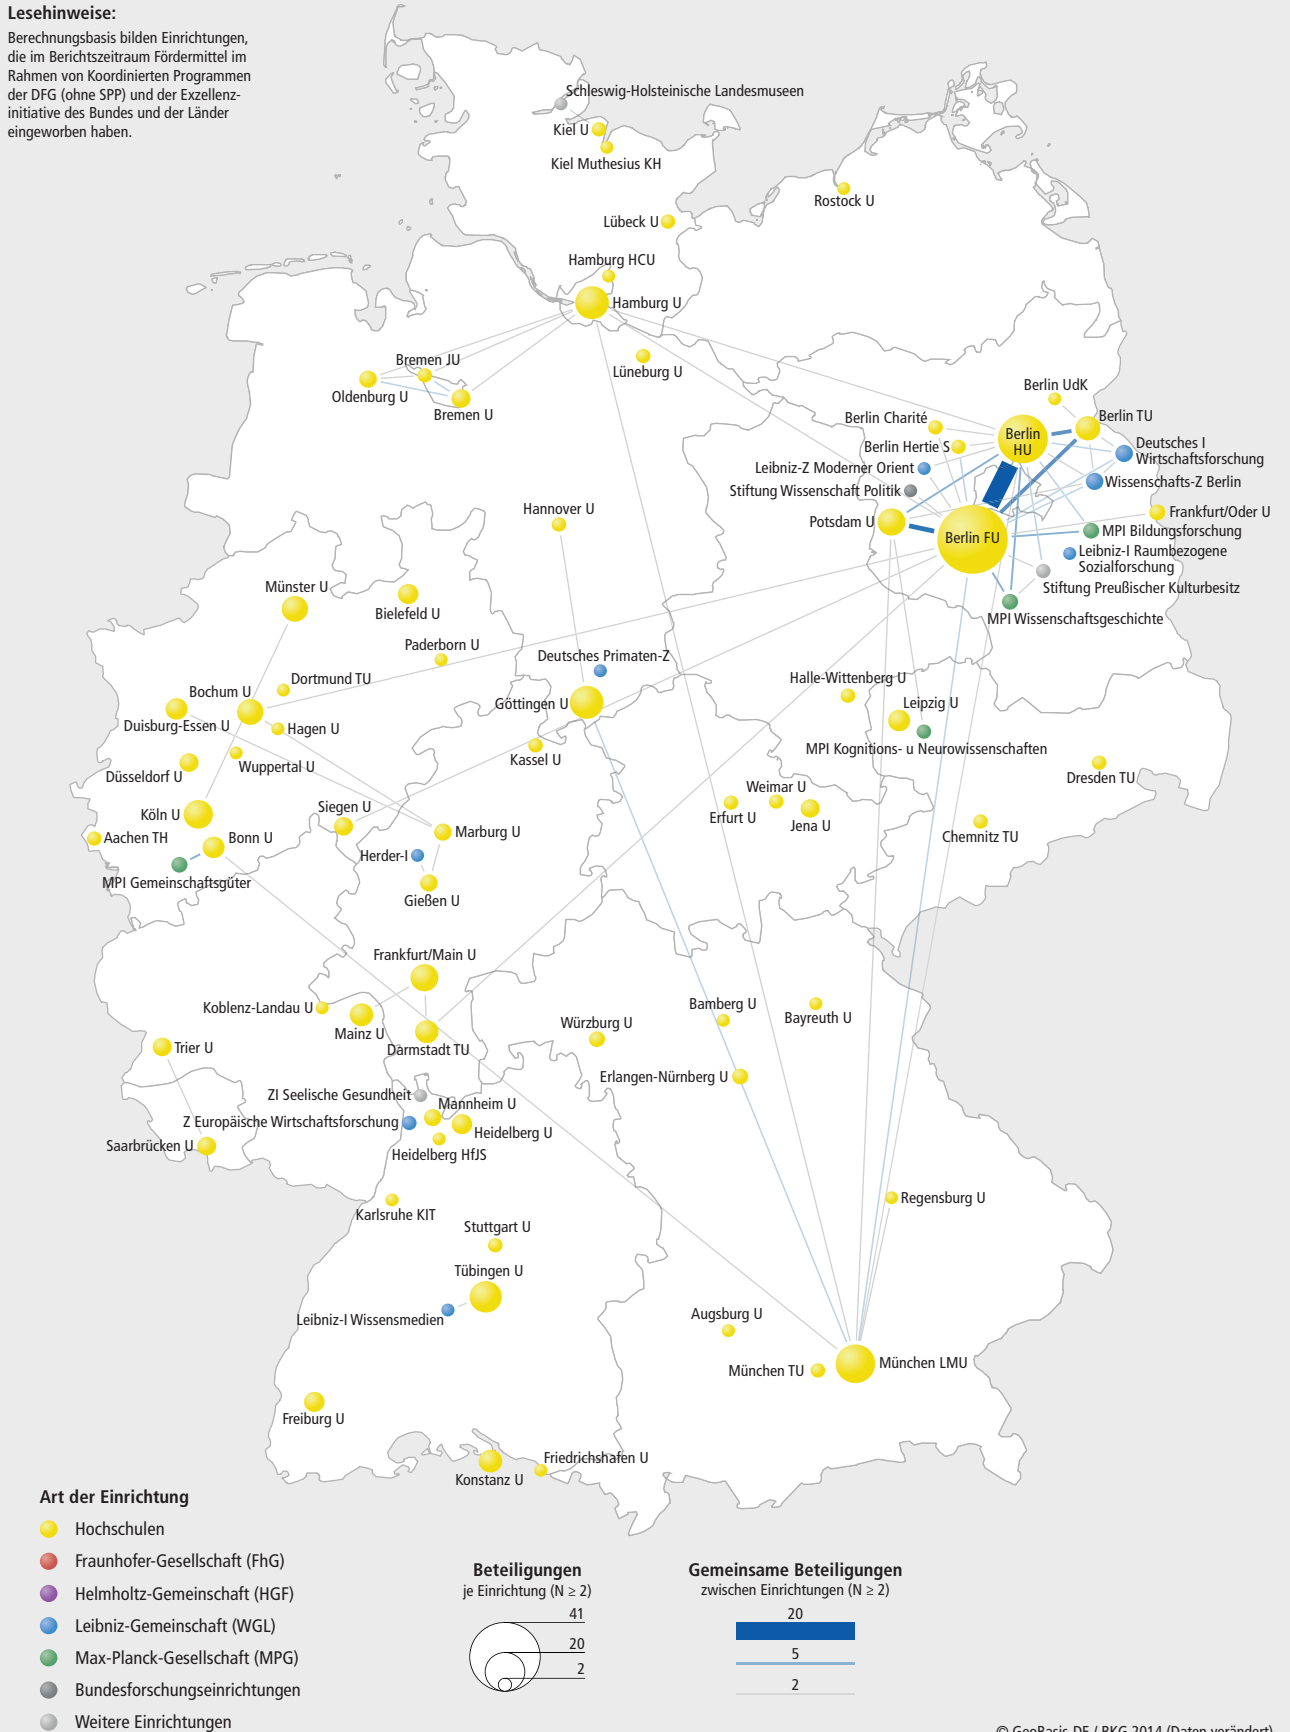 Lesehinweise:
Berechnungsbasis bilden Einrichtungen,
die im Berichtszeitraum Fördermittel im
Rahmen von Koordinierten Programmen
der DFG (ohne SPP) und der Exzellenz-
initiative des Bundes und der Länder
eingeworben haben.
Schleswig-Holsteinische Landesmuseen
Kiel U
Kiel Muthesius KH
Rostock U
Lübeck U
Hamburg HCU
Hamburg U
Bremen JU
Lüneburg U
Oldenburg U
Bremen U
Berlin UdK
Berlin Charité
Berlin TU
Berlin
HU
Berlin Hertie S
Deutsches I
Wirtschaftsforschung
Leibniz-Z Moderner Orient
Wissenschafts-Z Berlin
Stiftung Wissenschaft Politik
Hannover U
Potsdam U
Frankfurt/Oder U
Berlin FU
MPI Bildungsforschung
Leibniz-I Raumbezogene
Sozialforschung
Stiftung Preußischer Kulturbesitz
MPI Wissenschaftsgeschichte
Münster U
Bielefeld U
Paderborn U
Deutsches Primaten-Z
Dortmund TU
Halle-Wittenberg U
Bochum U
Göttingen U
Leipzig U
Duisburg-Essen U
Hagen U
MPI Kognitions- u Neurowissenschaften
Kassel U
Wuppertal U
Düsseldorf U
Dresden TU
Weimar U
Siegen U
Köln U
Erfurt U
Jena U
Marburg U
Aachen TH
Bonn U
Chemnitz TU
Herder-I
MPI Gemeinschaftsgüter
Gießen U
Frankfurt/Main U
Koblenz-Landau U
Bamberg U
Bayreuth U
Mainz U
Würzburg U
Trier U
Darmstadt TU
Erlangen-Nürnberg U
ZI Seelische Gesundheit
Mannheim U
Z Europäische Wirtschaftsforschung
Heidelberg U
Saarbrücken U
Heidelberg HfJS
Regensburg U
Karlsruhe KIT
Stuttgart U
Tübingen U
Leibniz-I Wissensmedien
Augsburg U
München LMU
München TU
Freiburg U
Friedrichshafen U
Konstanz U
Art der Einrichtung
Hochschulen
Fraunhofer-Gesellschaft (FhG)
Helmholtz-Gemeinschaft (HGF)
Leibniz-Gemeinschaft (WGL)
Max-Planck-Gesellschaft (MPG)
Bundesforschungseinrichtungen
Weitere Einrichtungen
Beteiligungen
je Einrichtung (N ≥ 2)
41
20
2
Gemeinsame Beteiligungen
zwischen Einrichtungen (N ≥ 2)
20
5
2
© GeoBasis-DE / BKG 2014 (Daten verändert)